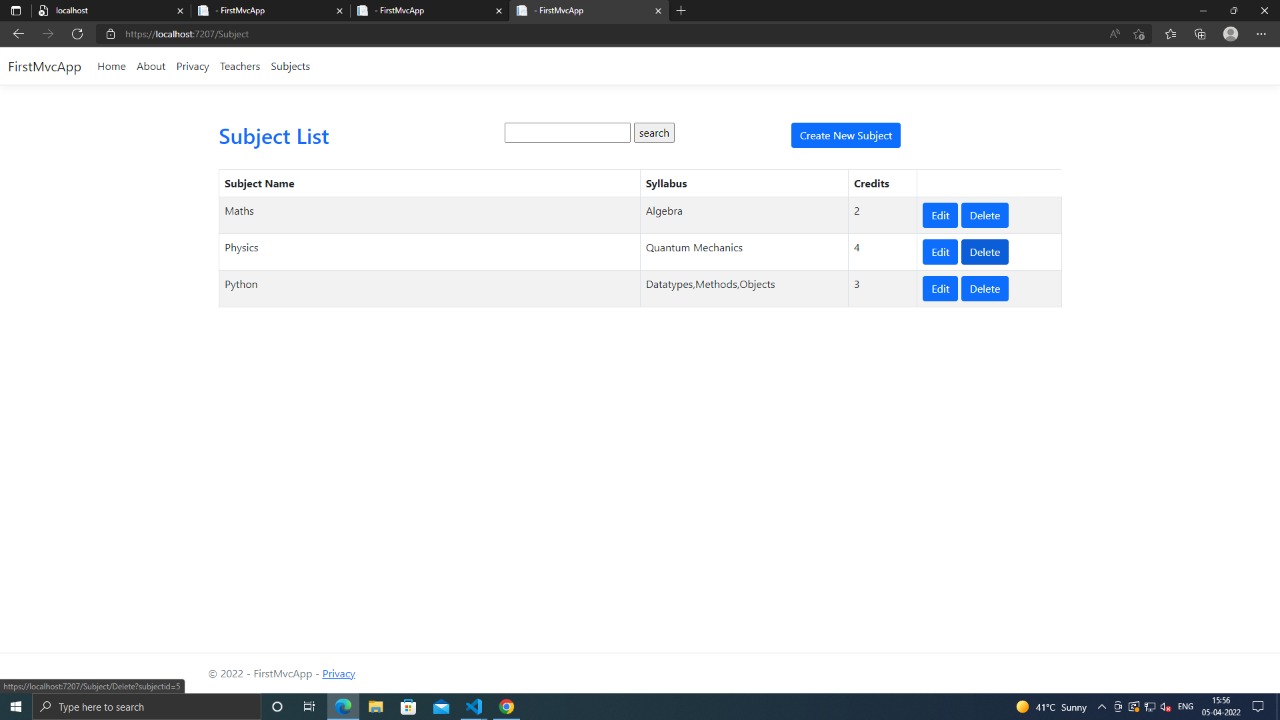 localhost
- FirstMvcApp
- FirstMvcApp
- FirstMvcApp
https://localhost:7207/Subject
FirstMvcApp Home About Privacy Teachers Subjects
Subject List search Create New Subject
Subject Name Syllabus Credits
Maths Algebra 2 Edit Delete
Physics Quantum Mechanics 4 Edit Delete
Python Datatypes,Methods,Objects 3 Edit Delete
© 2022 - FirstMvcApp - Privacy
https://localhost:7207/Subject/Delete?subjectid=5
Type here to search
41°C Sunny
ENG
15:56
05-04-2022